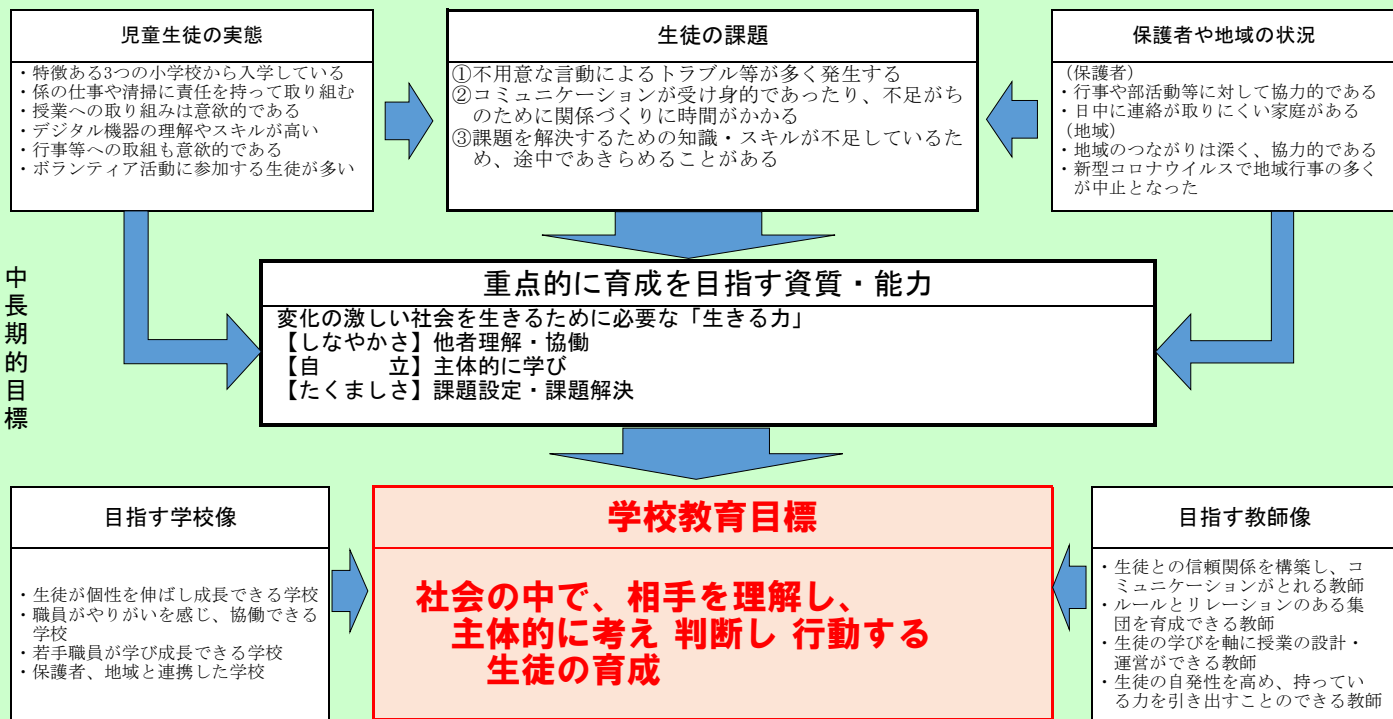 児童生徒の実態
・特徴ある3つの小学校から入学している
・係の仕事や清掃に責任を持って取り組む
・授業への取り組みは意欲的である
・デジタル機器の理解やスキルが高い
・行事等への取組も意欲的である
・ボランティア活動に参加する生徒が多い
生徒の課題
①不用意な言動によるトラブル等が多く発生する
②コミュニケーションが受け身的であったり、不足がち
のために関係づくりに時間がかかる
③課題を解決するための知識・スキルが不足しているた
め、途中であきらめることがある
保護者や地域の状況
(保護者)
・行事や部活動等に対して協力的である
・日中に連絡が取りにくい家庭がある
(地域)
・地域のつながりは深く、協力的である
・新型コロナウイルスで地域行事の多く
が中止となった
中長期的目標
重点的に育成を目指す資質・能力
変化の激しい社会を生きるために必要な「生きる力」
【しなやかさ】他者理解・協働
【自　　　立】主体的に学び
【たくましさ】課題設定・課題解決
目指す学校像
・生徒が個性を伸ばし成長できる学校
・職員がやりがいを感じ、協働できる
学校
・若手職員が学び成長できる学校
・保護者、地域と連携した学校
学校教育目標
社会の中で、相手を理解し、
主体的に考え 判断し 行動する
生徒の育成
目指す教師像
・生徒との信頼関係を構築し、コ
ミュニケーションがとれる教師
・ルールとリレーションのある集
団を育成できる教師
・生徒の学びを軸に授業の設計・
運営ができる教師
・生徒の自発性を高め、持ってい
る力を引き出すことのできる教師